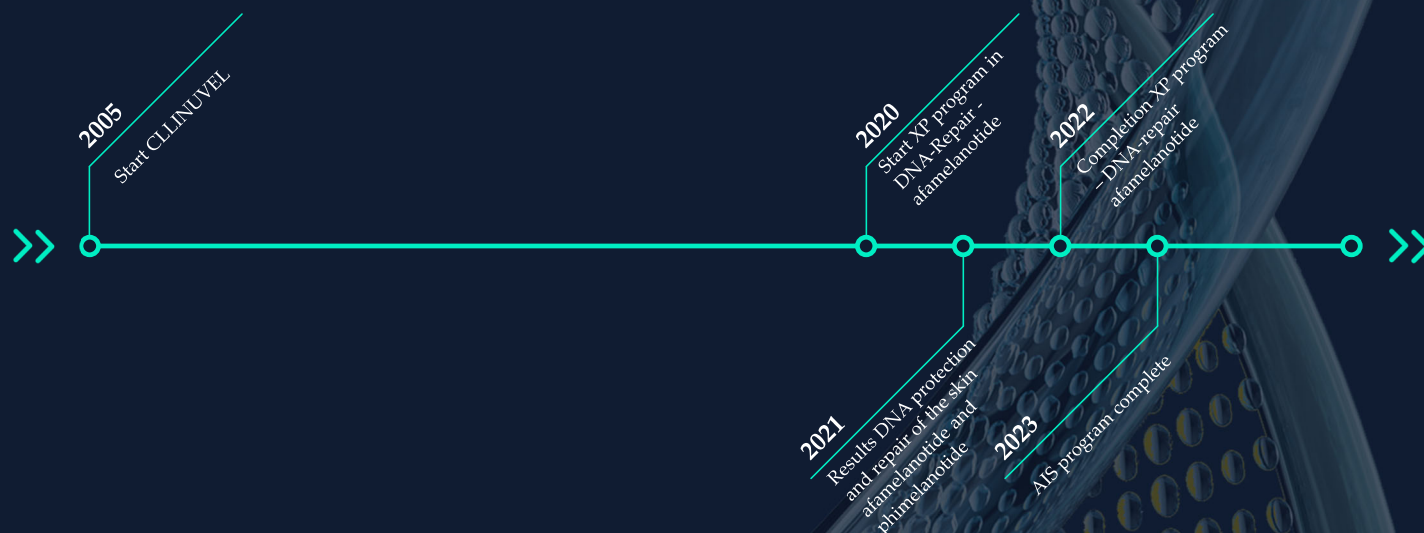 2005
Start CLLINUVEL
2020
Start XP program in
DNA-Repair -
afamelanotide
2021
Results DNA protection
and repair of the skin
afamelanotide and
phimelanotide
2022
Completion XP program
– DNA-repair
afamelanotide
2023
AIS program complete